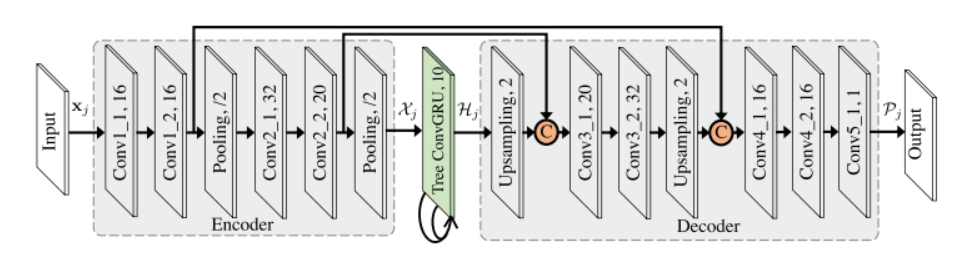 Input
x_j
Conv1_1, 16
Conv1_2, 16
Pooling, /2
Conv2_1, 32
Conv2_2, 20
Pooling, /2
Encoder
𝒳_j
Tree ConvGRU, 10
ℋ_j
Upsampling, 2
C
Conv3_1, 20
Conv3_2, 32
Upsampling, 2
C
Conv4_1, 16
Conv4_2, 16
Conv5_1, 1
Decoder
𝒫_j
Output